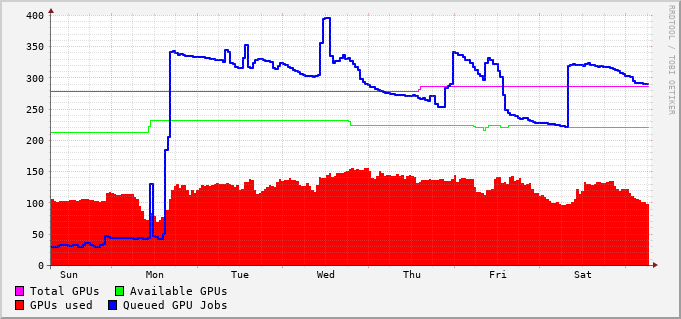 RRDTOOL / TOBI OETIKER
400
350
300
250
200
150
100
50
0
Sun Mon Tue Wed Thu Fri Sat
Total GPUs Available GPUs
GPUs used Queued GPU Jobs